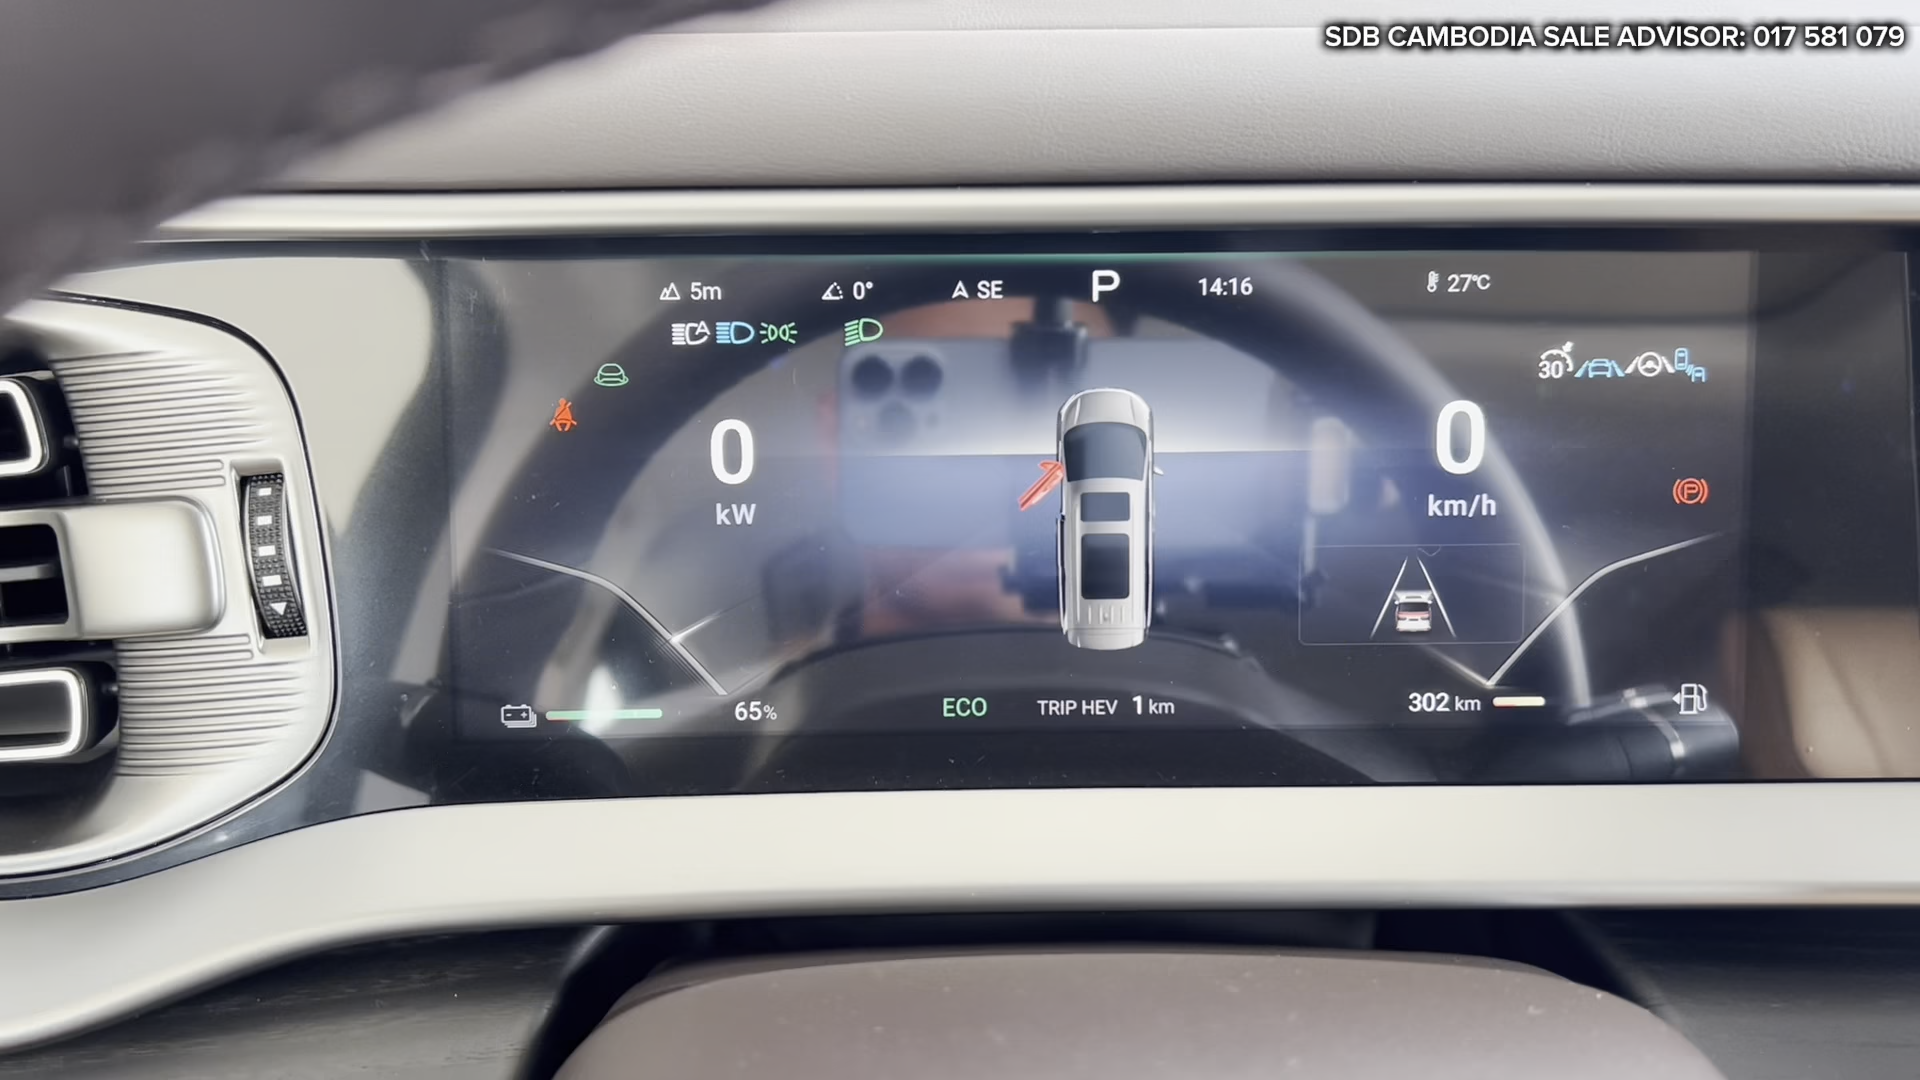 SDB CAMBODIA SALE ADVISOR: 017 581 079
5m 0° SE P 14:16 27°C
A
30
0
kW
0
km/h
P
65% ECO TRIP HEV 1 km 302 km